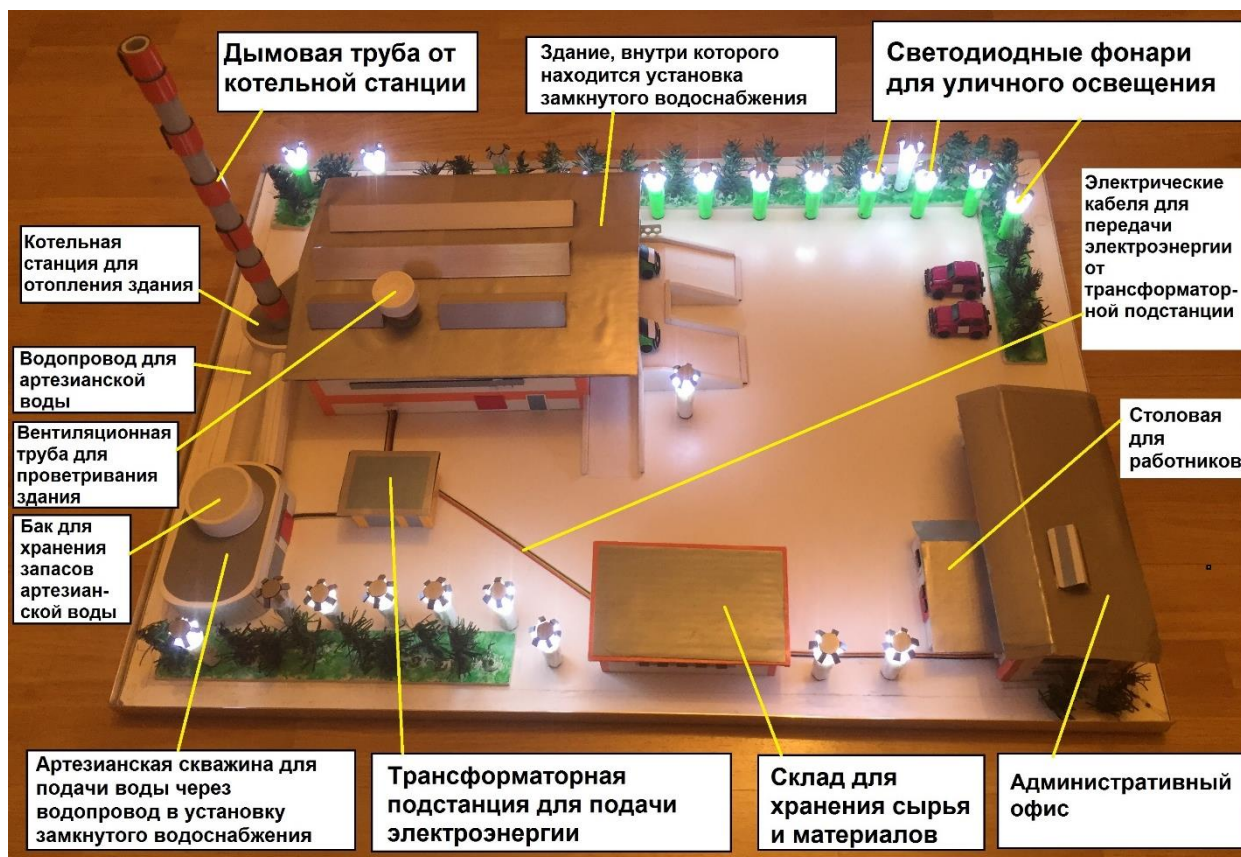 Дымовая труба от
котельной станции
Здание, внутри которого
находится установка
замкнутого водоснабжения
Светодиодные фонари
для уличного освещения
Электрические
кабеля для
передачи
электроэнергии
от
трансформатор-
ной подстанции
Котельная
станция для
отопления здания
Водопровод для
артезианской
воды
Вентиляционная
труба для
проветривания
здания
Бак для
хранения
запасов
артезиан-
ской воды
Столовая
для
работников
Артезианская скважина для
подачи воды через
водопровод в установку
замкнутого водоснабжения
Трансформаторная
подстанция для подачи
электроэнергии
Склад для
хранения сырья
и материалов
Административный
офис